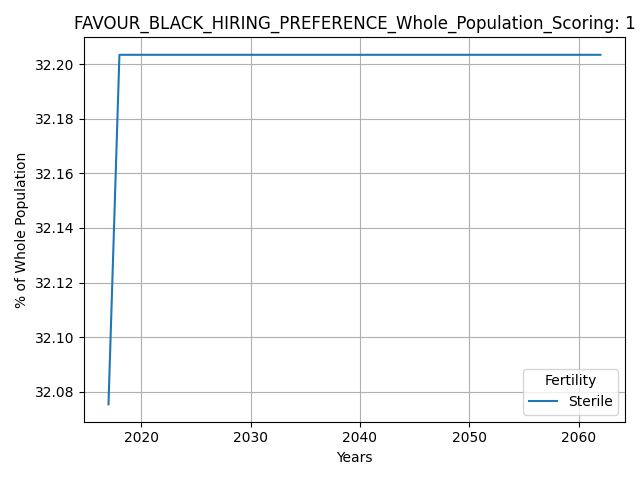 FAVOUR_BLACK_HIRING_PREFERENCE_Whole_Population_Scoring: 1
32.20
32.18
32.16
32.14
32.12
32.10
32.08
% of Whole Population
Fertility
Sterile
2020 2030 2040 2050 2060
Years